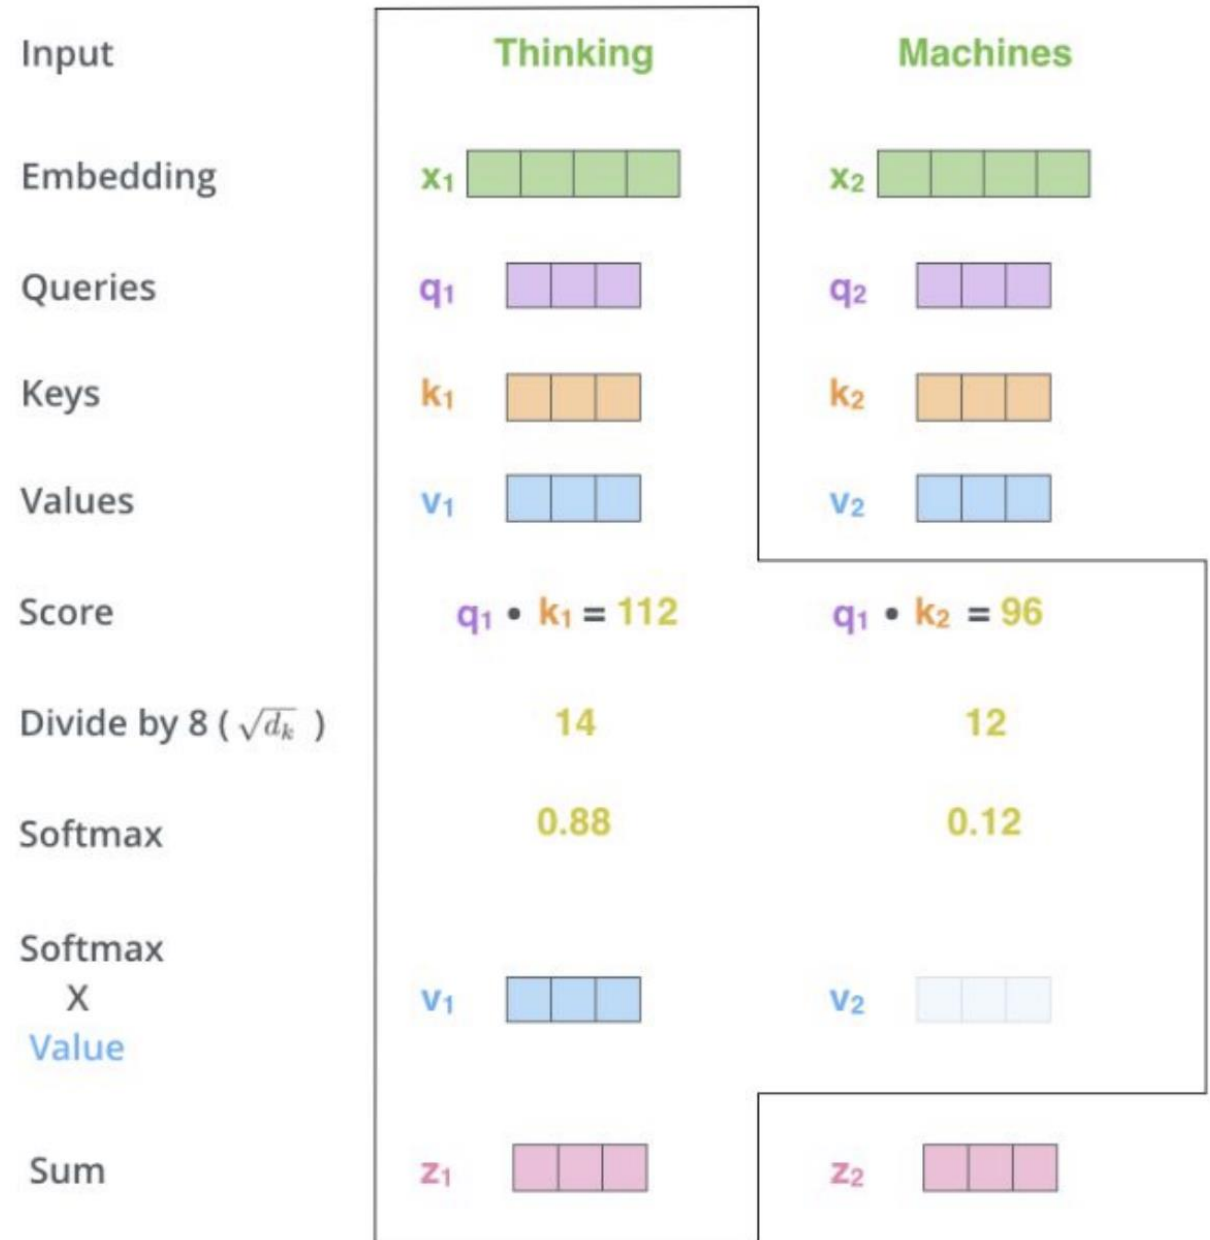 Input Thinking Machines
Embedding x₁ x₂
Queries q₁ q₂
Keys k₁ k₂
Values v₁ v₂
Score q₁ • k₁ = 112 q₁ • k₂ = 96
Divide by 8 ( √dₖ ) 14 12
Softmax 0.88 0.12
Softmax
X
v₁ v₂
Value
Sum z₁ z₂